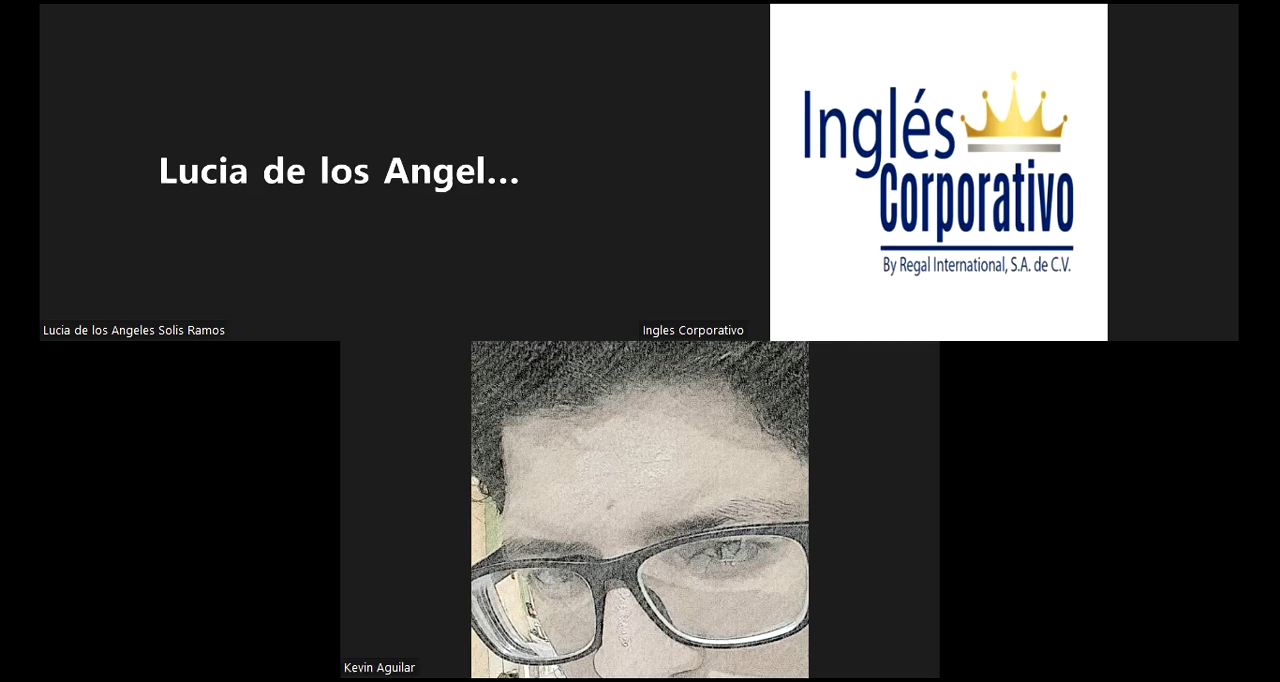 Lucia de los Angel...
Lucia de los Angeles Solis Ramos
Inglés
Corporativo
By Regal International, S.A. de C.V.
Ingles Corporativo
Kevin Aguilar